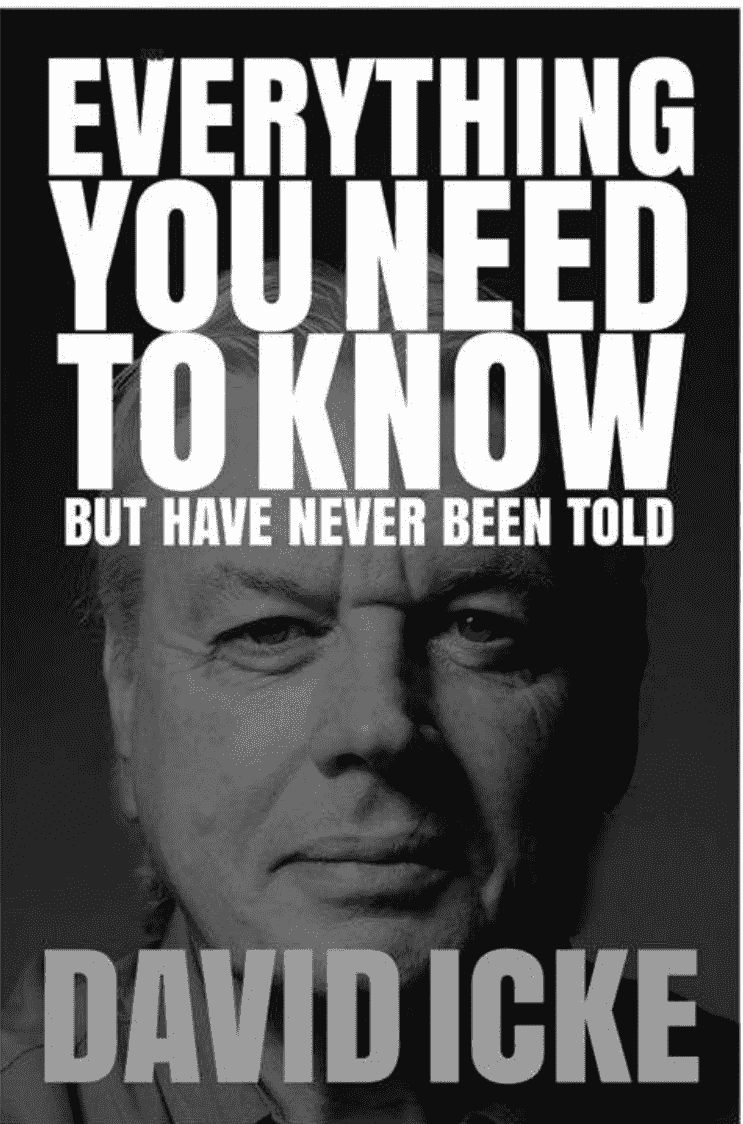 EVERYTHING
YOU NEED
TO KNOW
BUT HAVE NEVER BEEN TOLD
DAVID ICKE